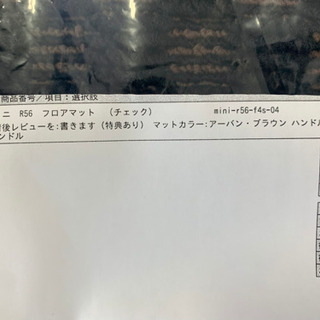 商品番号/項目:選択肢
ニ R56 フロアマット (チェック) mini-r56-f4s-04
後レビューを:書きます(特典あり) マットカラー:アーバン・ブラウン ハンドル
ンドル